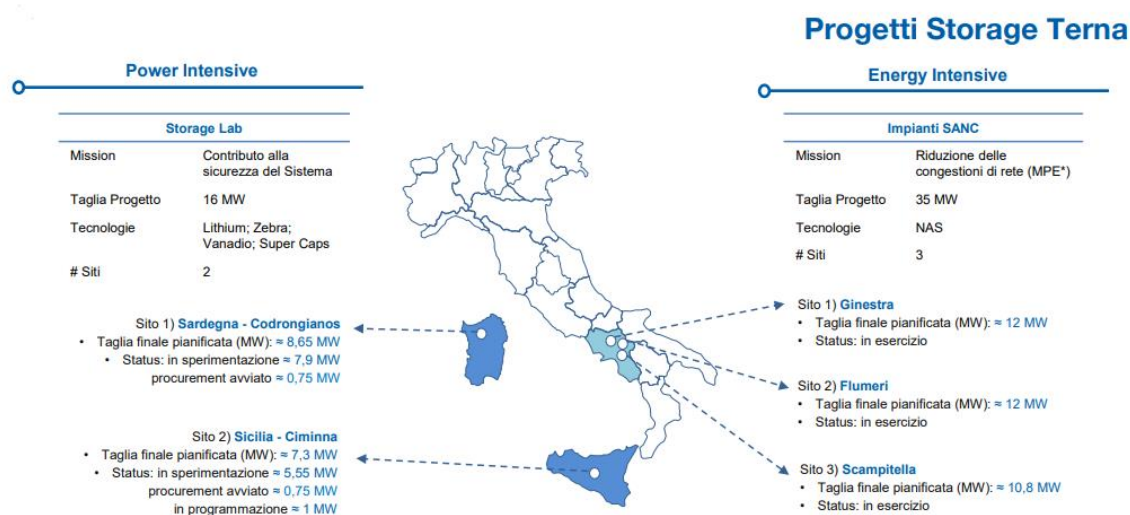 Progetti Storage Terna
Power Intensive
Storage Lab
Mission Contributo alla
sicurezza del Sistema
Taglia Progetto 16 MW
Tecnologie Lithium; Zebra;
Vanadio; Super Caps
# Siti 2
Sito 1) Sardegna - Codrongianos
• Taglia finale pianificata (MW): ≈ 8,65 MW
• Status: in sperimentazione ≈ 7,9 MW
procurement avviato ≈ 0,75 MW
Sito 2) Sicilia - Ciminna
• Taglia finale pianificata (MW): ≈ 7,3 MW
• Status: in sperimentazione ≈ 5,55 MW
procurement avviato ≈ 0,75 MW
in programmazione ≈ 1 MW
Energy Intensive
Impianti SANC
Mission Riduzione delle
congestioni di rete (MPE*)
Taglia Progetto 35 MW
Tecnologie NAS
# Siti 3
Sito 1) Ginestra
• Taglia finale pianificata (MW): ≈ 12 MW
• Status: in esercizio
Sito 2) Flumeri
• Taglia finale pianificata (MW): ≈ 12 MW
• Status: in esercizio
Sito 3) Scampitella
• Taglia finale pianificata (MW): ≈ 10,8 MW
• Status: in esercizio